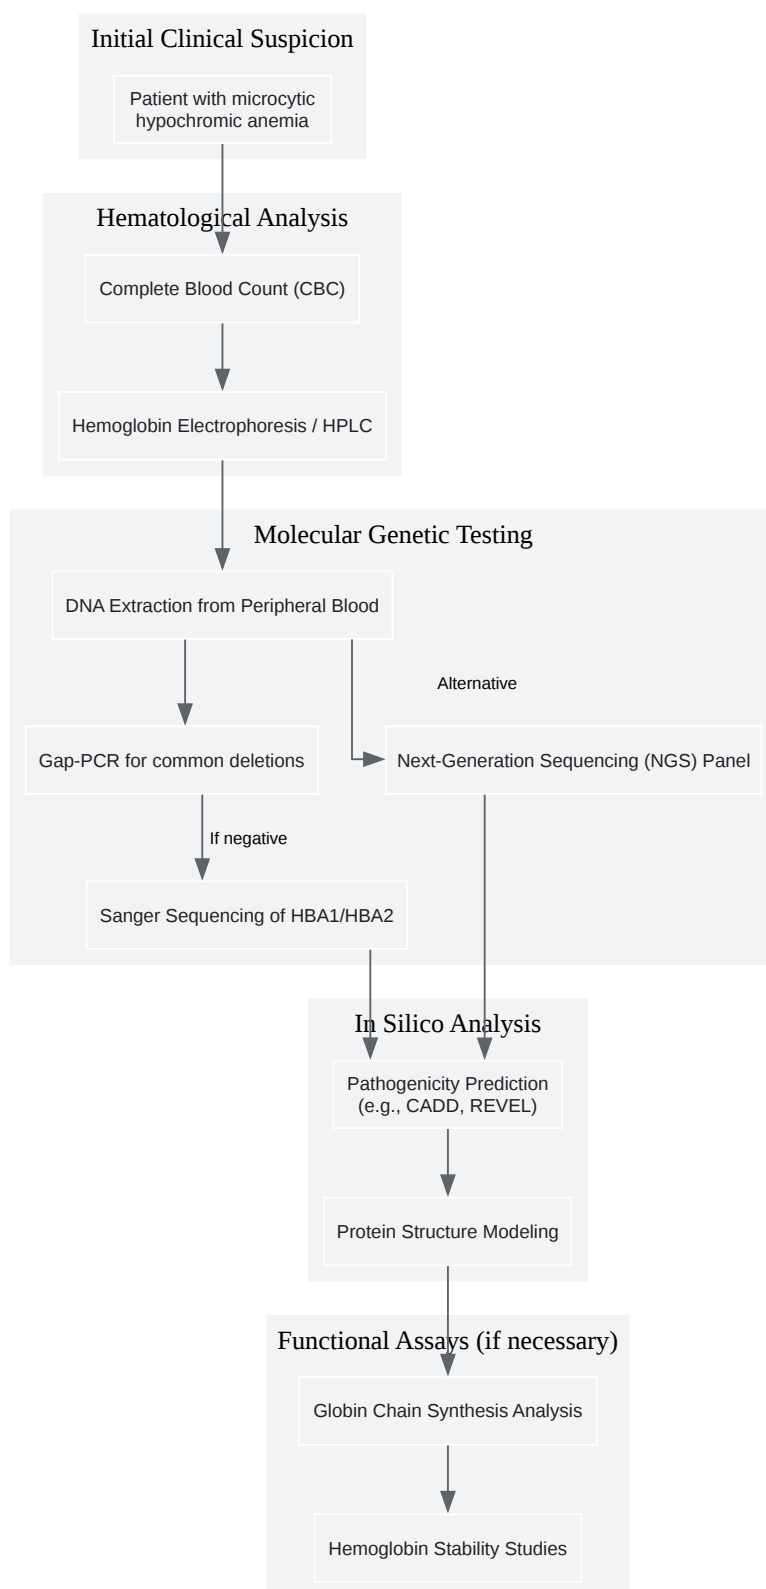 Initial Clinical Suspicion
Patient with microcytic
hypochromic anemia
Hematological Analysis
Complete Blood Count (CBC)
Hemoglobin Electrophoresis / HPLC
Molecular Genetic Testing
DNA Extraction from Peripheral Blood
Alternative
Gap-PCR for common deletions
Next-Generation Sequencing (NGS) Panel
If negative
Sanger Sequencing of HBA1/HBA2
In Silico Analysis
Pathogenicity Prediction
(e.g., CADD, REVEL)
Protein Structure Modeling
Functional Assays (if necessary)
Globin Chain Synthesis Analysis
Hemoglobin Stability Studies